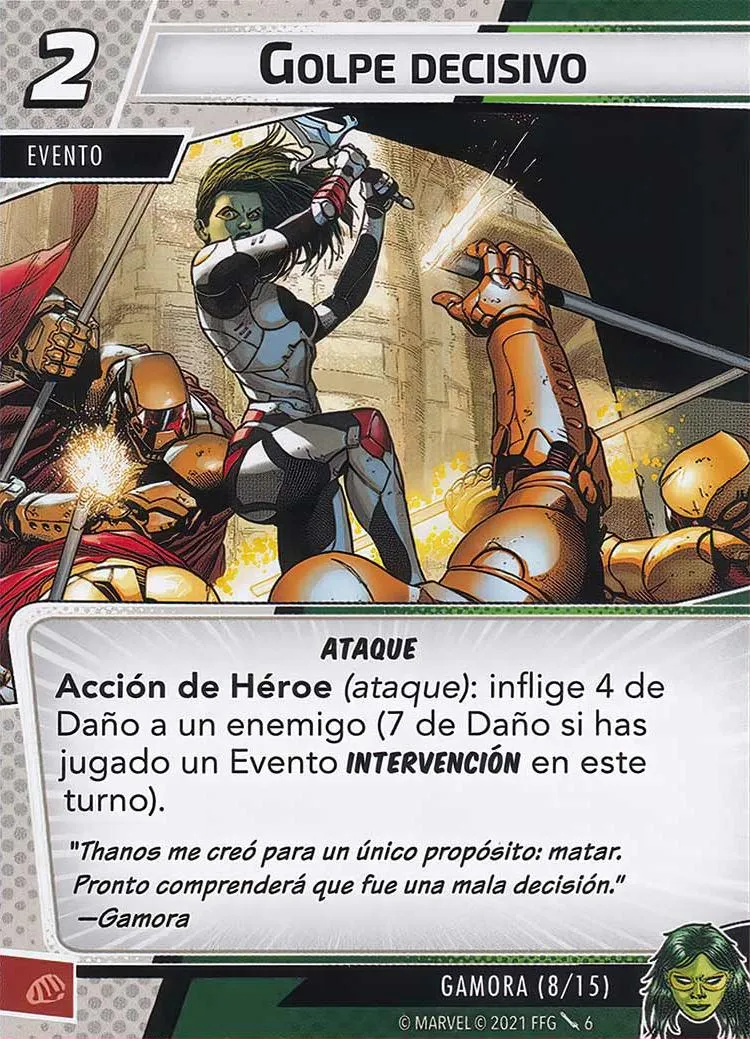 2
GOLPE DECISIVO
EVENTO
ATAQUE
Acción de Héroe (ataque): inflige 4 de
Daño a un enemigo (7 de Daño si has
jugado un Evento INTERVENCIÓN en este
turno).
"Thanos me creó para un único propósito: matar.
Pronto comprenderá que fue una mala decisión."
—Gamora
GAMORA (8/15)
© MARVEL © 2021 FFG 6